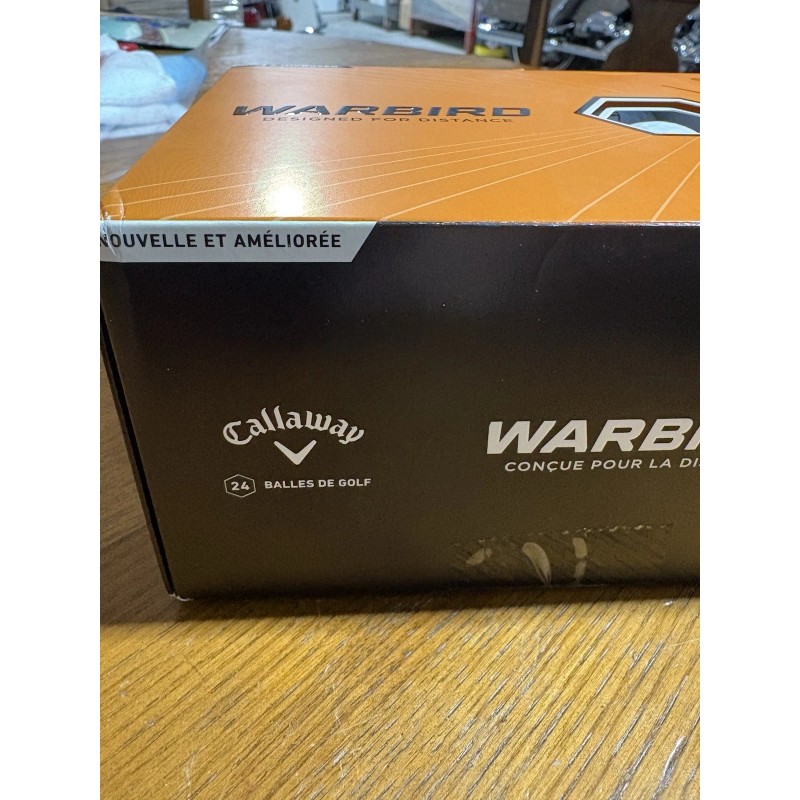 WARBIRD
DESIGNED FOR DISTANCE
NOUVELLE ET AMÉLIORÉE
Callaway
24 BALLES DE GOLF
WARBI
CONÇUE POUR LA DI